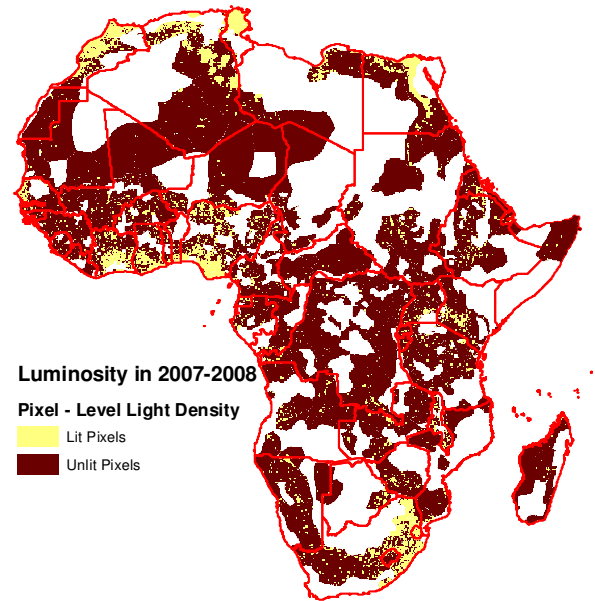 Luminosity in 2007-2008
Pixel - Level Light Density
Lit Pixels
Unlit Pixels